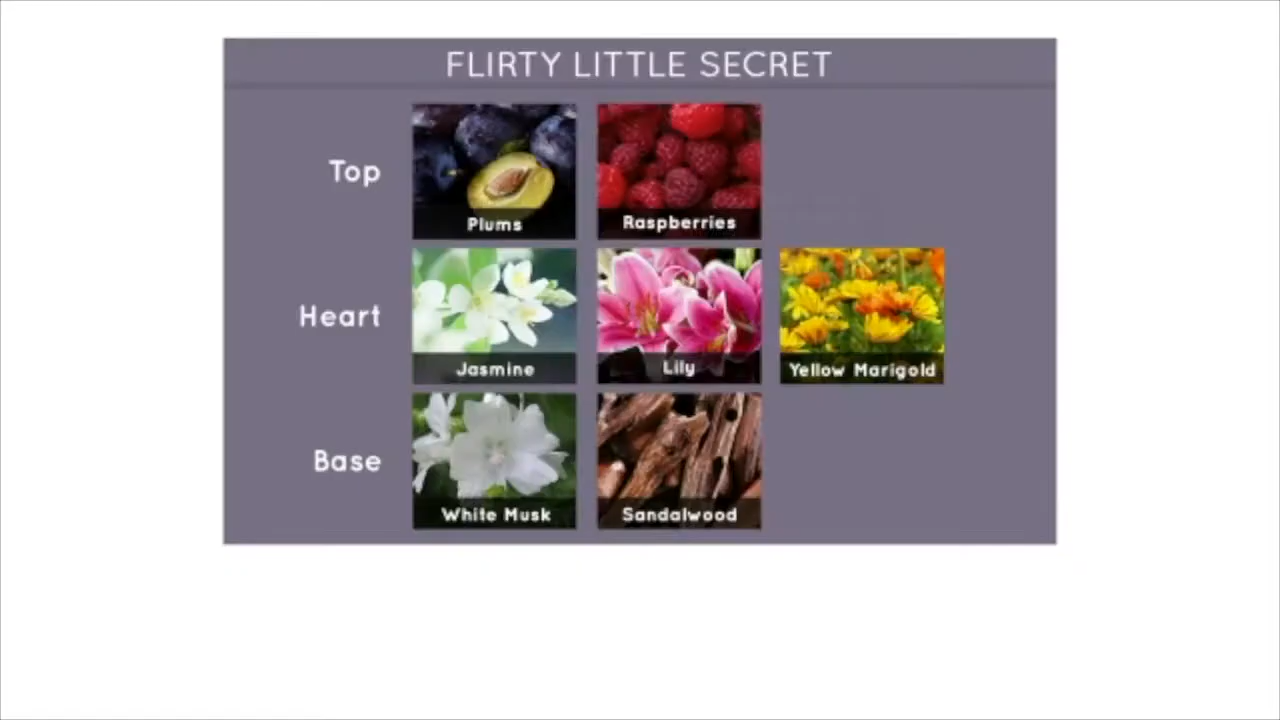 FLIRTY LITTLE SECRET
Top
Plums
Raspberries
Heart
Jasmine
Lily
Yellow Marigold
Base
White Musk
Sandalwood